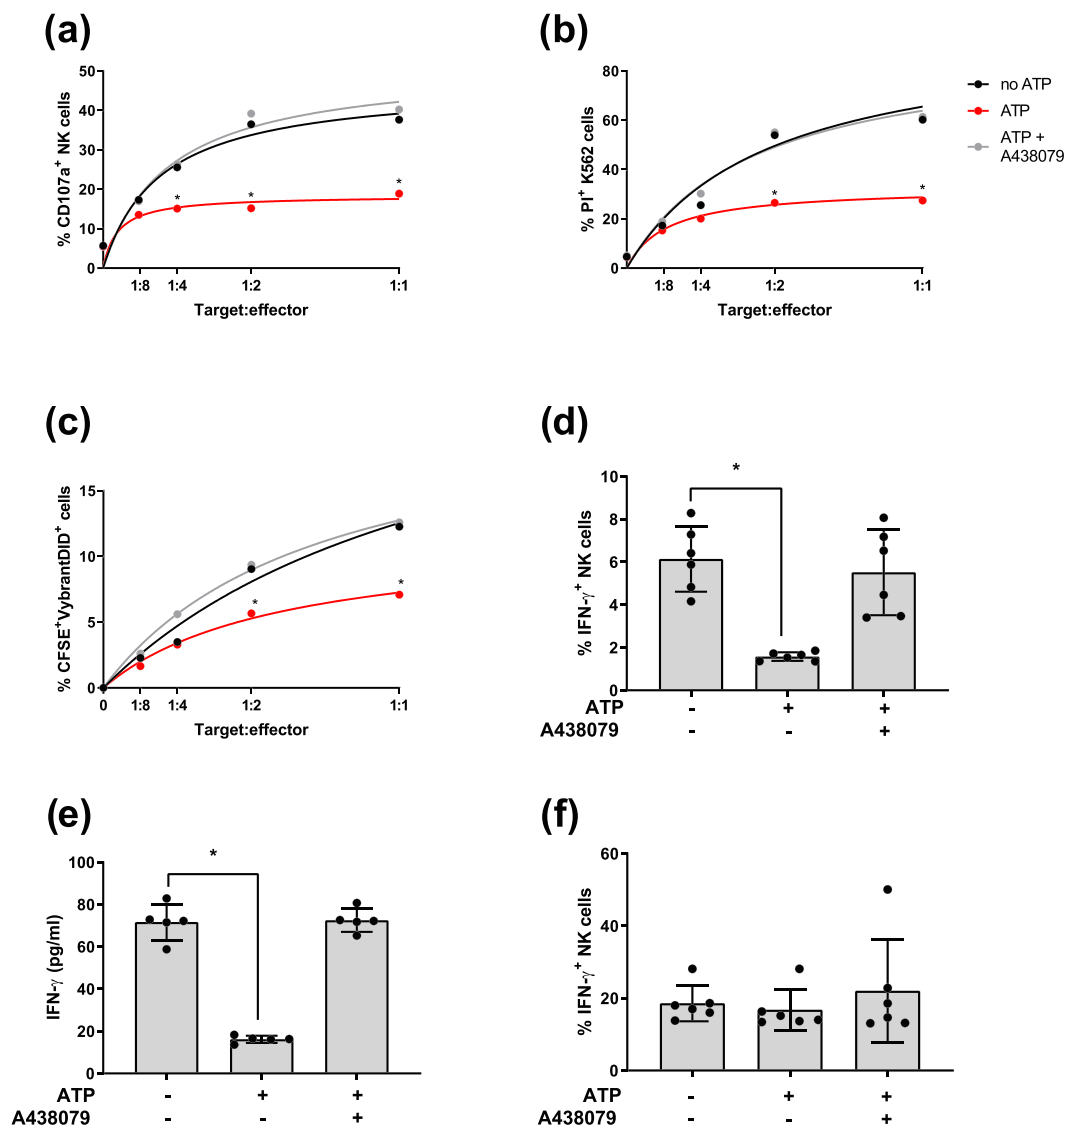 (a)
% CD107a+ NK cells
50
40
30
20
10
0
*
*
*
1:8
1:4
1:2
1:1
Target:effector
(b)
% PI+ K562 cells
80
60
40
20
0
*
*
1:8
1:4
1:2
1:1
Target:effector
no ATP
ATP
ATP +
A438079
(c)
% CFSE+VybrantDID+ cells
15
10
5
0
*
*
0
1:8
1:4
1:2
1:1
Target:effector
(d)
% IFN-γ+ NK cells
10
8
6
4
2
0
*
ATP - + +
A438079 - - +
(e)
IFN-γ (pg/ml)
100
80
60
40
20
0
*
ATP - + +
A438079 - - +
(f)
% IFN-γ+ NK cells
60
40
20
0
ATP - + +
A438079 - - +